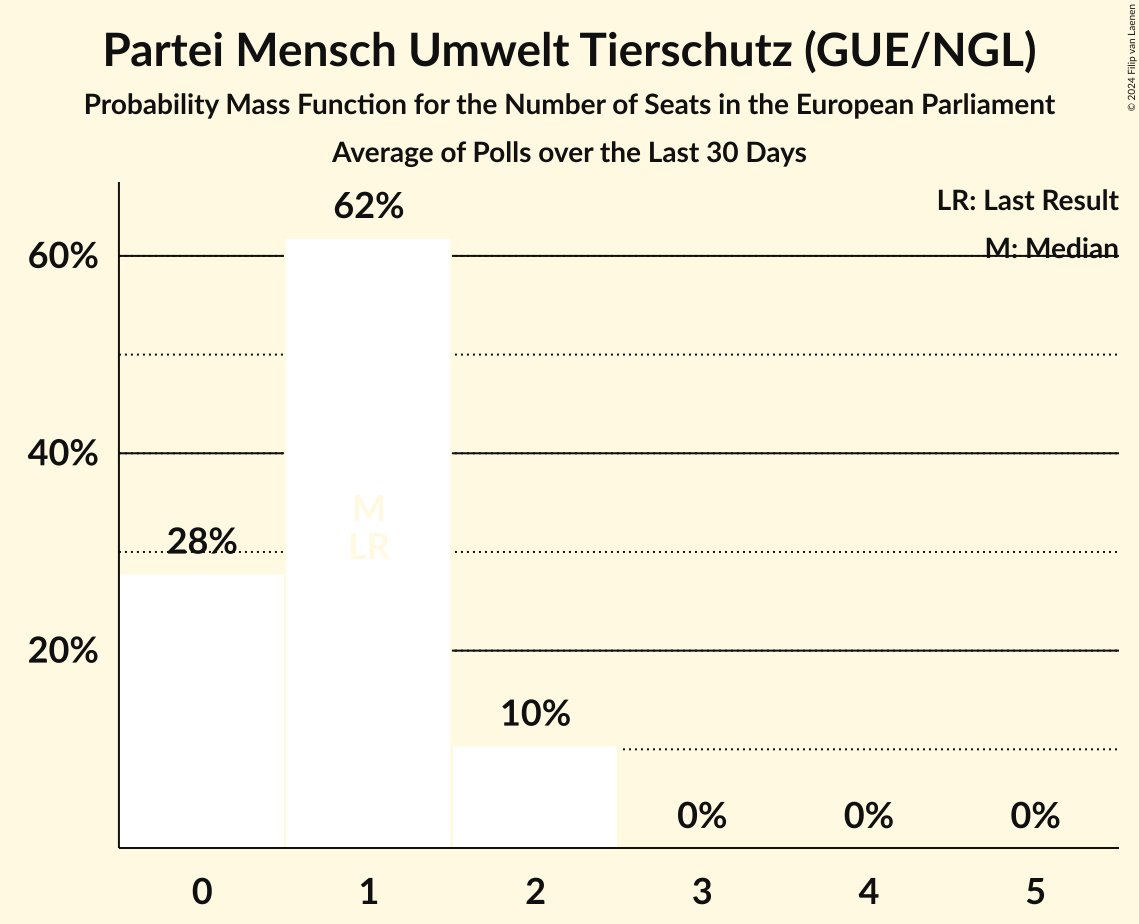 Partei Mensch Umwelt Tierschutz (GUE/NGL)
Probability Mass Function for the Number of Seats in the European Parliament
Average of Polls over the Last 30 Days
© 2024 Filip van Laenen
LR: Last Result
M: Median
60%
40%
20%
28%
62%
M
LR
10%
0%
0%
0%
0
1
2
3
4
5